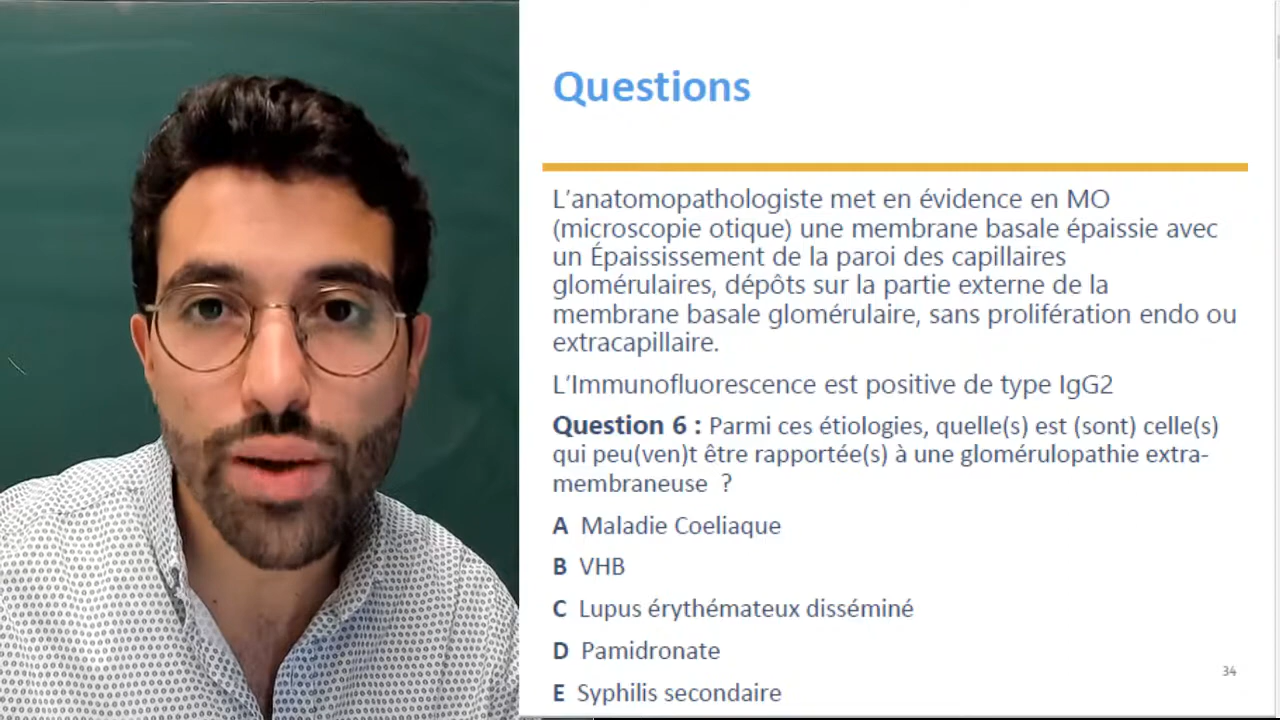 Questions
L'anatomopathologiste met en évidence en MO
(microscopie otique) une membrane basale épaissie avec
un Épaississement de la paroi des capillaires
glomérulaires, dépôts sur la partie externe de la
membrane basale glomérulaire, sans prolifération endo ou
extracapillaire.
L'Immunofluorescence est positive de type IgG2
Question 6 : Parmi ces étiologies, quelle(s) est (sont) celle(s)
qui peu(ven)t être rapportée(s) à une glomérulopathie extra-
membraneuse ?
A Maladie Coeliaque
B VHB
C Lupus érythémateux disséminé
D Pamidronate
34
E Syphilis secondaire